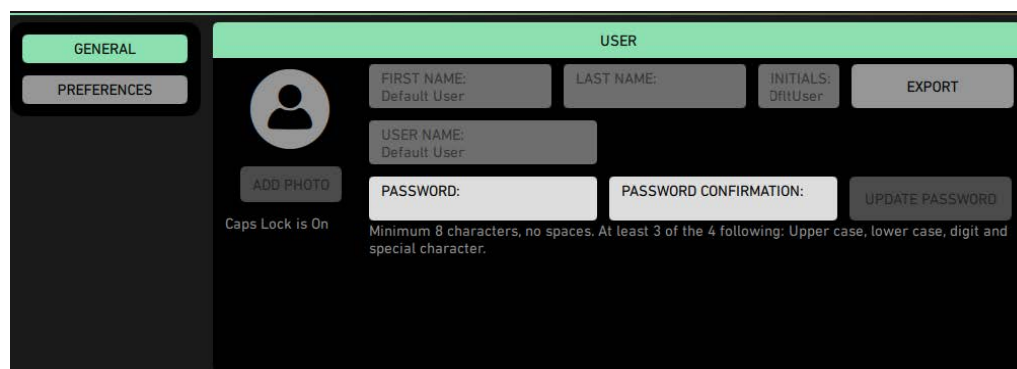 GENERAL
PREFERENCES
USER
FIRST NAME:
Default User
LAST NAME:
INITIALS:
DfltUser
EXPORT
USER NAME:
Default User
ADD PHOTO
Caps Lock is On
PASSWORD:
PASSWORD CONFIRMATION:
UPDATE PASSWORD
Minimum 8 characters, no spaces. At least 3 of the 4 following: Upper case, lower case, digit and
special character.